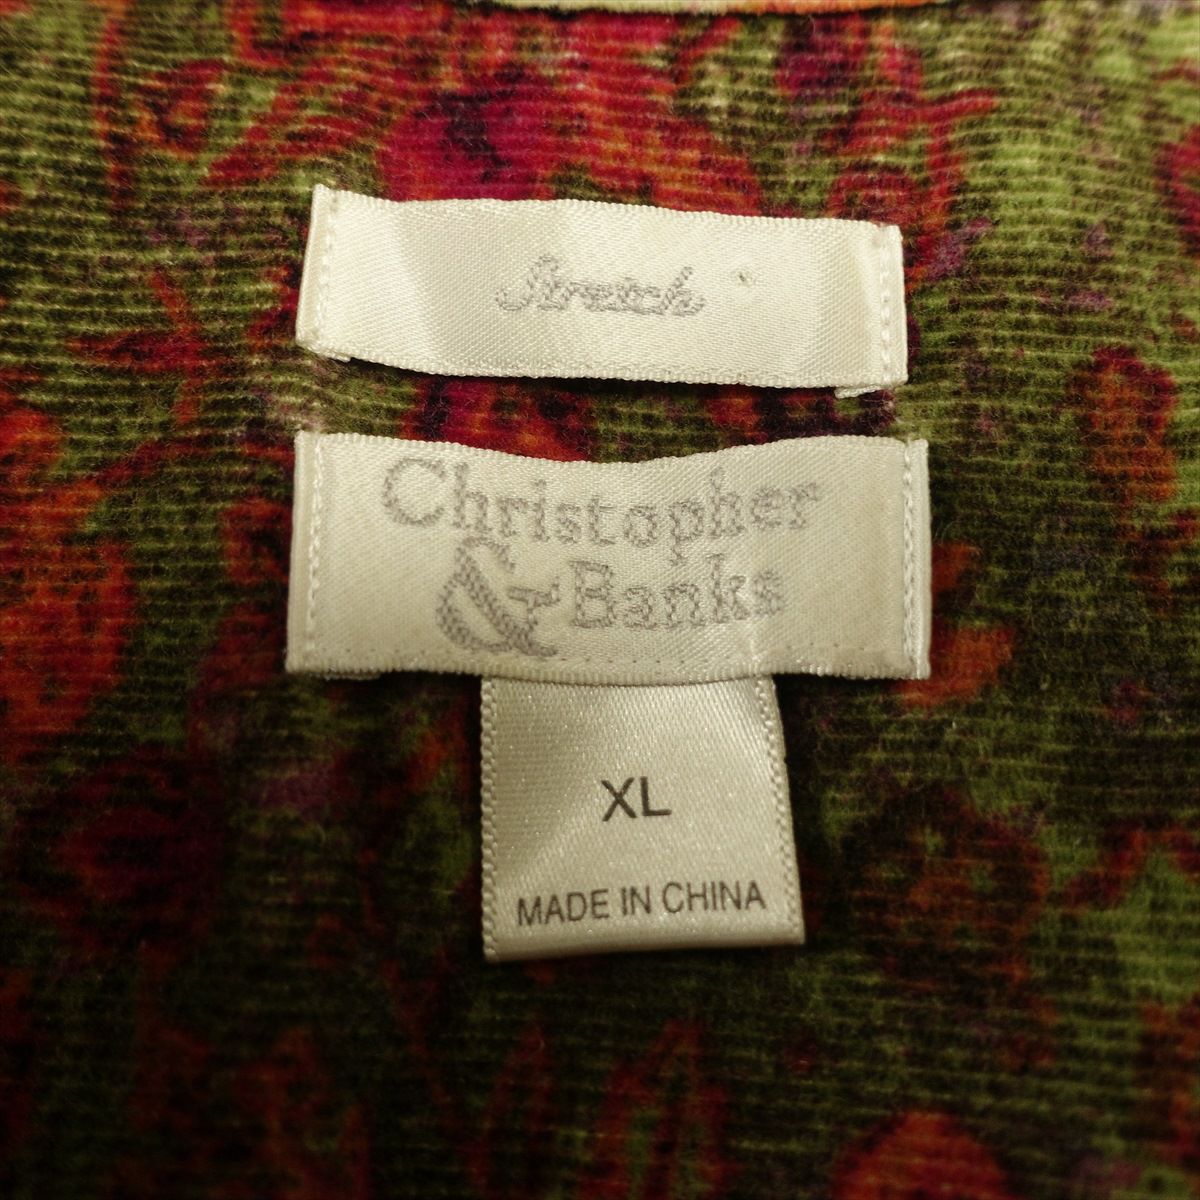 Stretch
Christopher
& Banks
XL
MADE IN CHINA